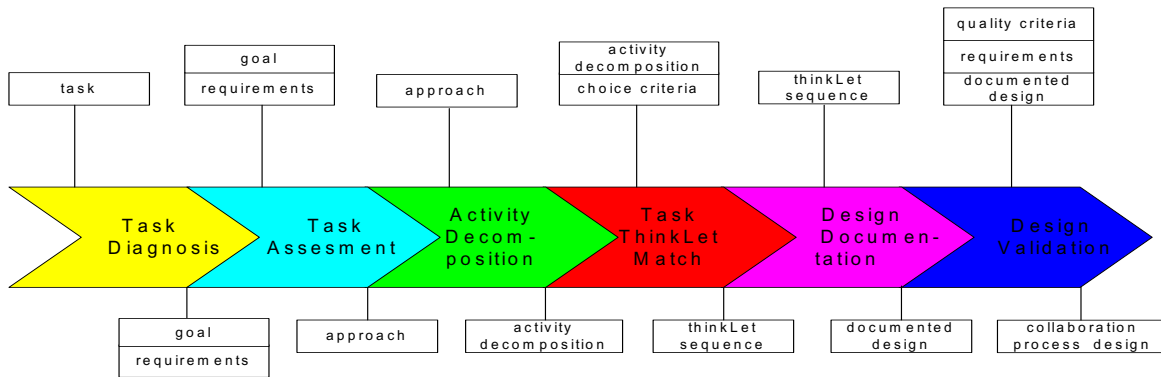 task
goal
requirements
approach
activity
decomposition
choice criteria
thinkLet
sequence
quality criteria
requirements
documented
design
Task
Diagnosis
Task
Assesment
Activity
Decom-
position
Task
ThinkLet
Match
Design
Documen-
tation
Design
Validation
goal
requirements
approach
activity
decomposition
thinkLet
sequence
documented
design
collaboration
process design